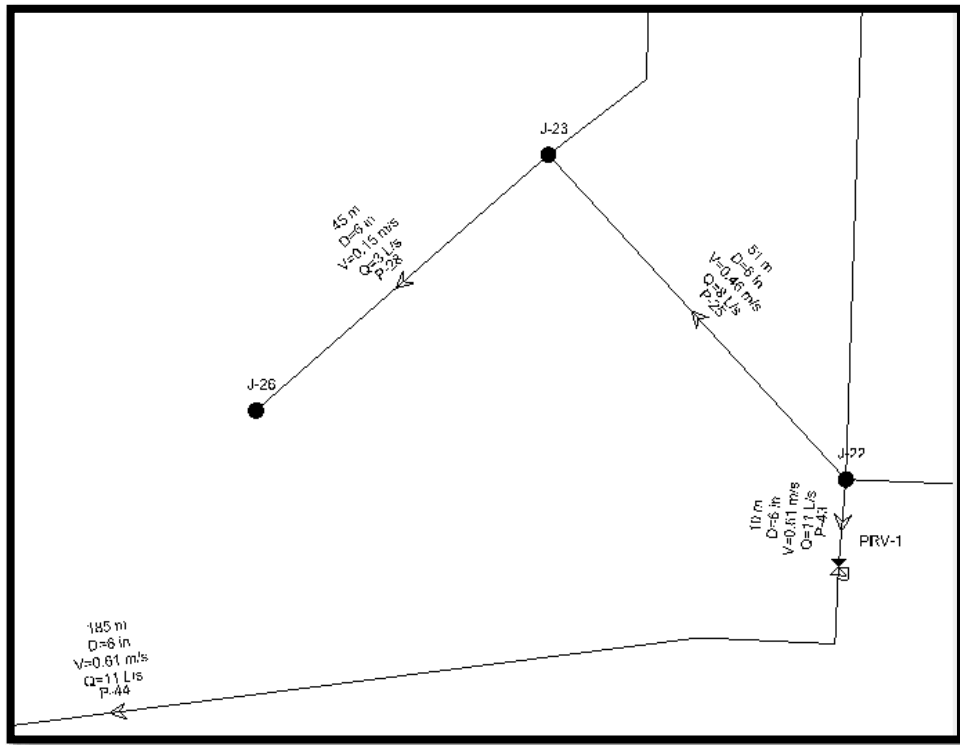 J-23
45 m
D=6 in
V=0.15 m/s
Q=3 L/s
P-28
51 m
D=6 in
V=0.46 m/s
Q=8 L/s
P-25
J-26
J-22
10 m
D=6 in
V=0.61 m/s
Q=11 L/s
P-43
PRV-1
185 m
D=6 in
V=0.61 m/s
Q=11 L/s
P-44